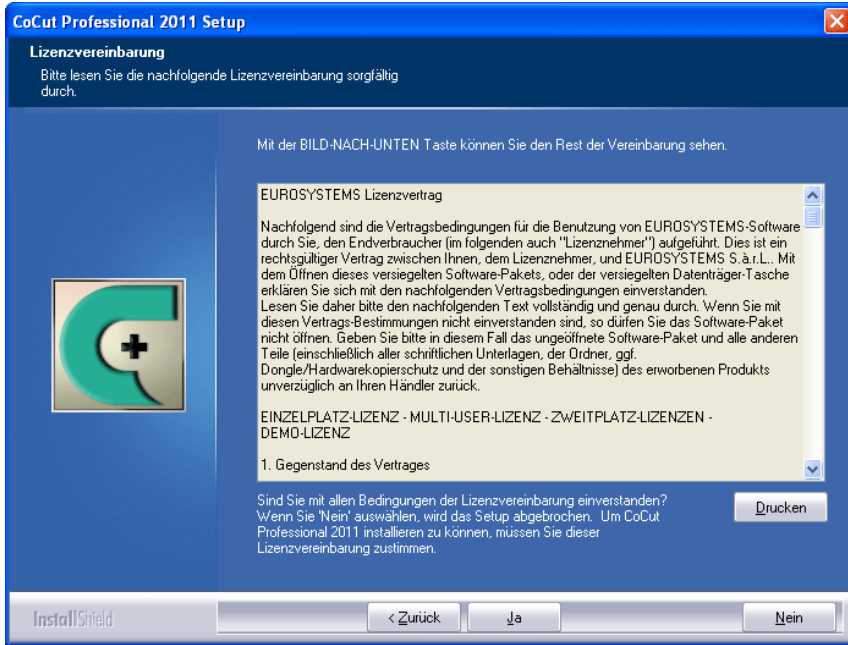 CoCut Professional 2011 Setup
Lizenzvereinbarung
Bitte lesen Sie die nachfolgende Lizenzvereinbarung sorgfältig
durch.
Mit der BILD-NACH-UNTEN Taste können Sie den Rest der Vereinbarung sehen.
EUROSYSTEMS Lizenzvertrag
Nachfolgend sind die Vertragsbedingungen für die Benutzung von EUROSYSTEMS-Software
durch Sie, den Endverbraucher (im folgenden auch "Lizenznehmer") aufgeführt. Dies ist ein
rechtsgültiger Vertrag zwischen Ihnen, dem Lizenznehmer, und EUROSYSTEMS S.à.r.L.. Mit
dem Öffnen dieses versiegelten Software-Pakets, oder der versiegelten Datenträger-Tasche
erklären Sie sich mit den nachfolgenden Vertragsbedingungen einverstanden.
Lesen Sie daher bitte den nachfolgenden Text vollständig und genau durch. Wenn Sie mit
diesen Vertrags-Bestimmungen nicht einverstanden sind, so dürfen Sie das Software-Paket
nicht öffnen. Geben Sie bitte in diesem Fall das ungeöffnete Software-Paket und alle anderen
Teile (einschließlich aller schriftlichen Unterlagen, der Ordner, ggf.
Dongle/Hardwarekopierschutz und der sonstigen Behältnisse) des erworbenen Produkts
unverzüglich an Ihren Händler zurück.
EINZELPLATZ-LIZENZ - MULTI-USER-LIZENZ - ZWEITPLATZ-LIZENZEN -
DEMO-LIZENZ
1. Gegenstand des Vertrages
Sind Sie mit allen Bedingungen der Lizenzvereinbarung einverstanden?
Wenn Sie 'Nein' auswählen, wird das Setup abgebrochen.  Um CoCut
Professional 2011 installieren zu können, müssen Sie dieser
Lizenzvereinbarung zustimmen.
Drucken
InstallShield
< Zurück
Ja
Nein